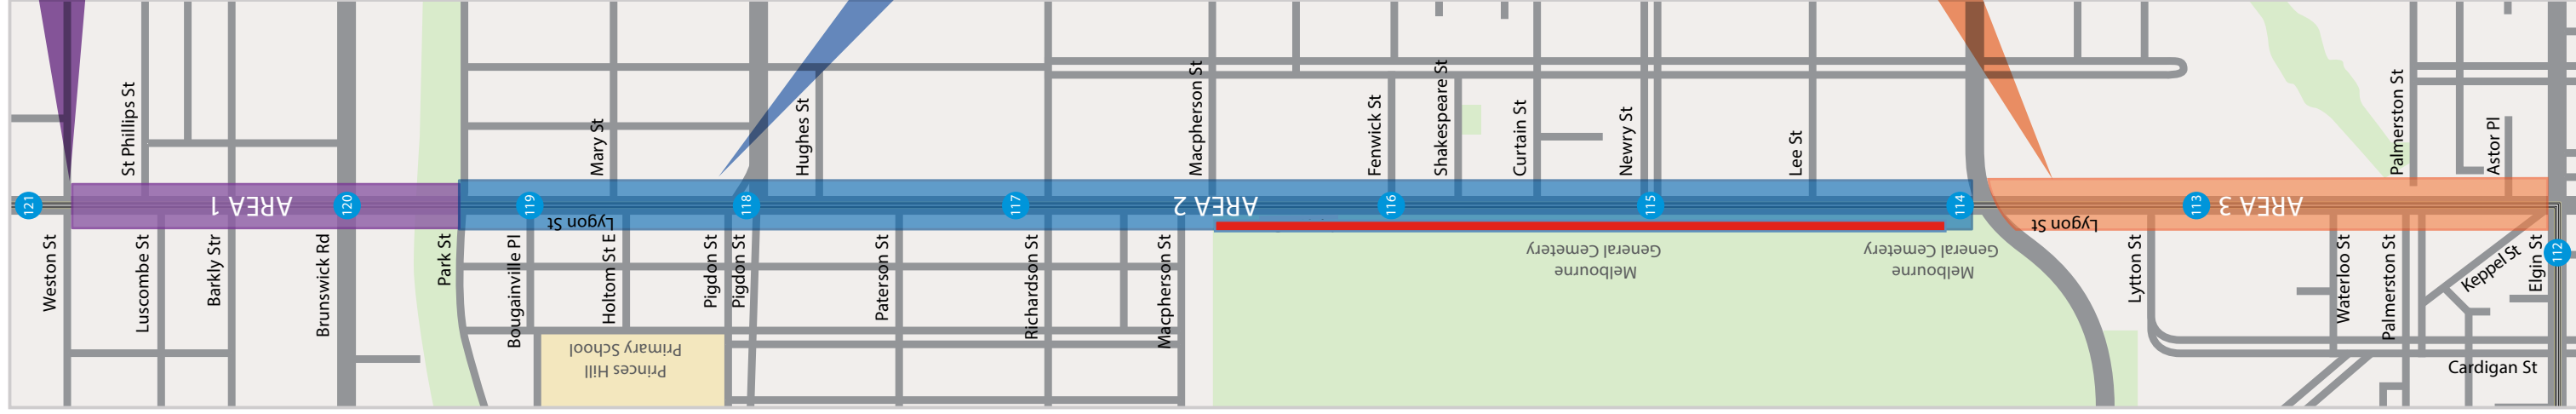 St Phillips St
Mary St
Hughes St
Macpherson St
Fenwick St
Shakespeare St
Curtain St
Newry St
Lee St
Palmerston St
Astor Pl
121
AREA 1
120
119
Lygon St
118
117
AREA 2
116
115
114
Lygon St
113
AREA 3
112
Weston St
Luscombe St
Barkly Str
Brunswick Rd
Park St
Bougainville Pl
Holtom St E
Pigdon St
Pigdon St
Paterson St
Richardson St
Macpherson St
Melbourne
General Cemetery
Melbourne
General Cemetery
Lytton St
Waterloo St
Palmerston St
Keppel St
Elgin St
Princes Hill
Primary School
Cardigan St